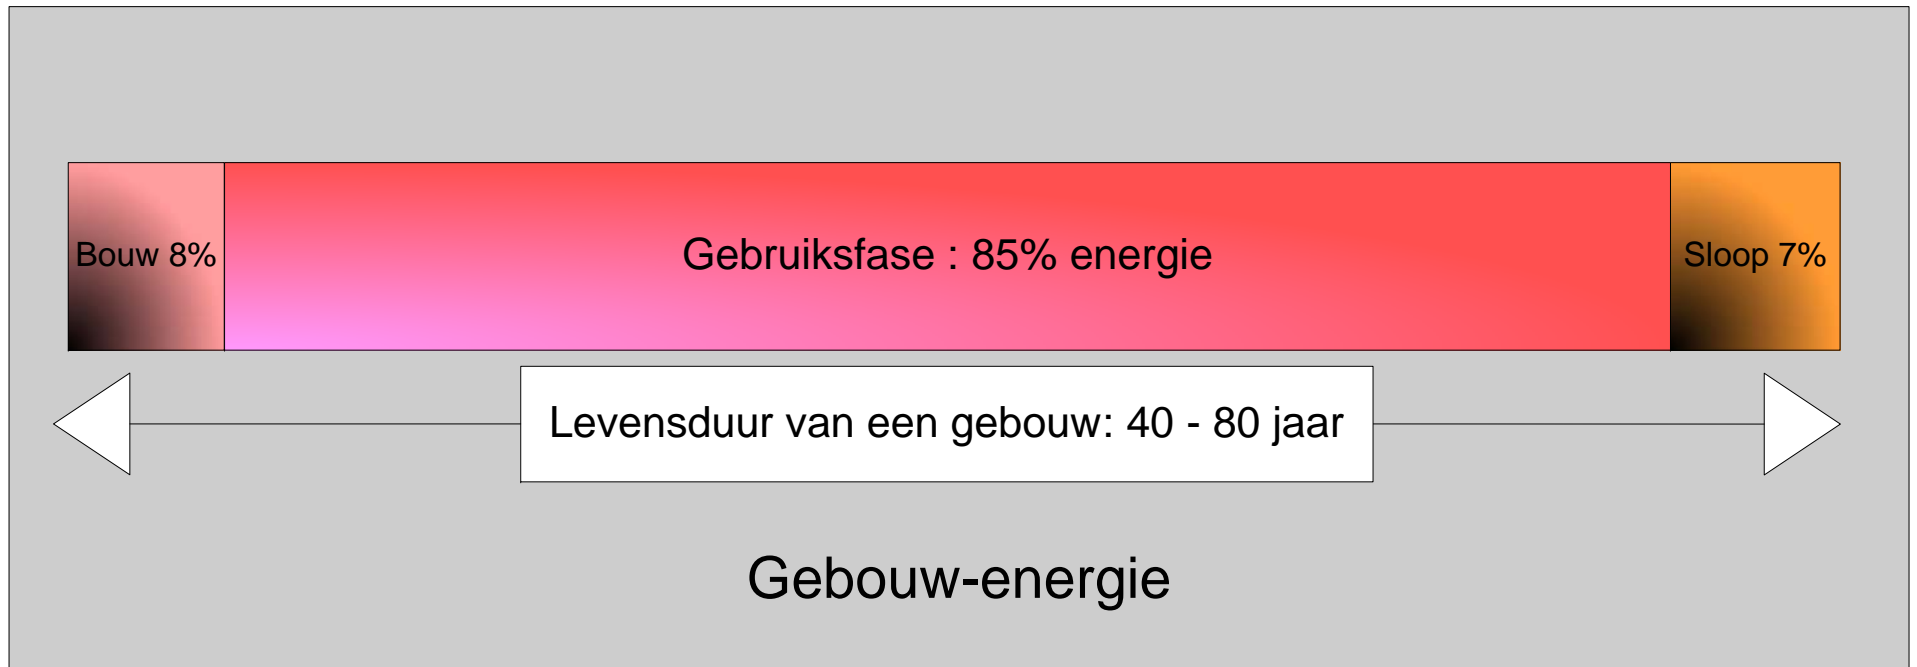 Bouw 8%
Gebruiksfase : 85% energie
Sloop 7%
Levensduur van een gebouw: 40 - 80 jaar
Gebouw-energie